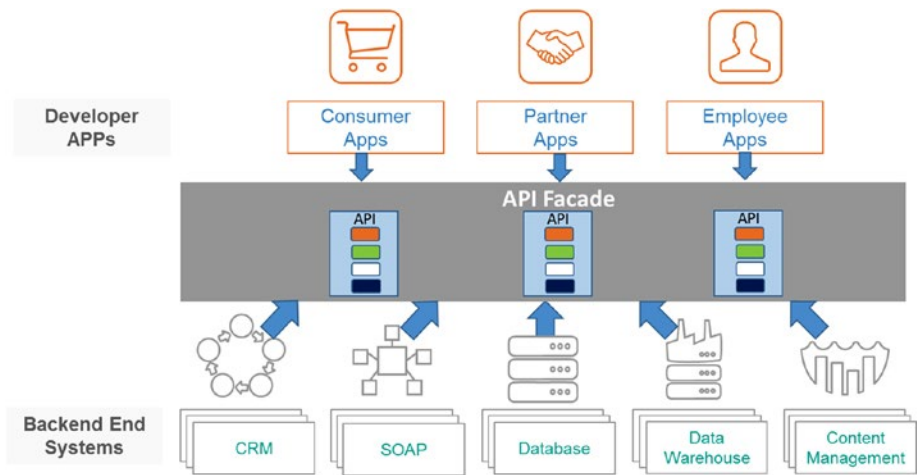 Developer
APPs
Consumer
Apps
Partner
Apps
Employee
Apps
API Facade
API
API
API
Backend End
Systems
CRM
SOAP
Database
Data
Warehouse
Content
Management